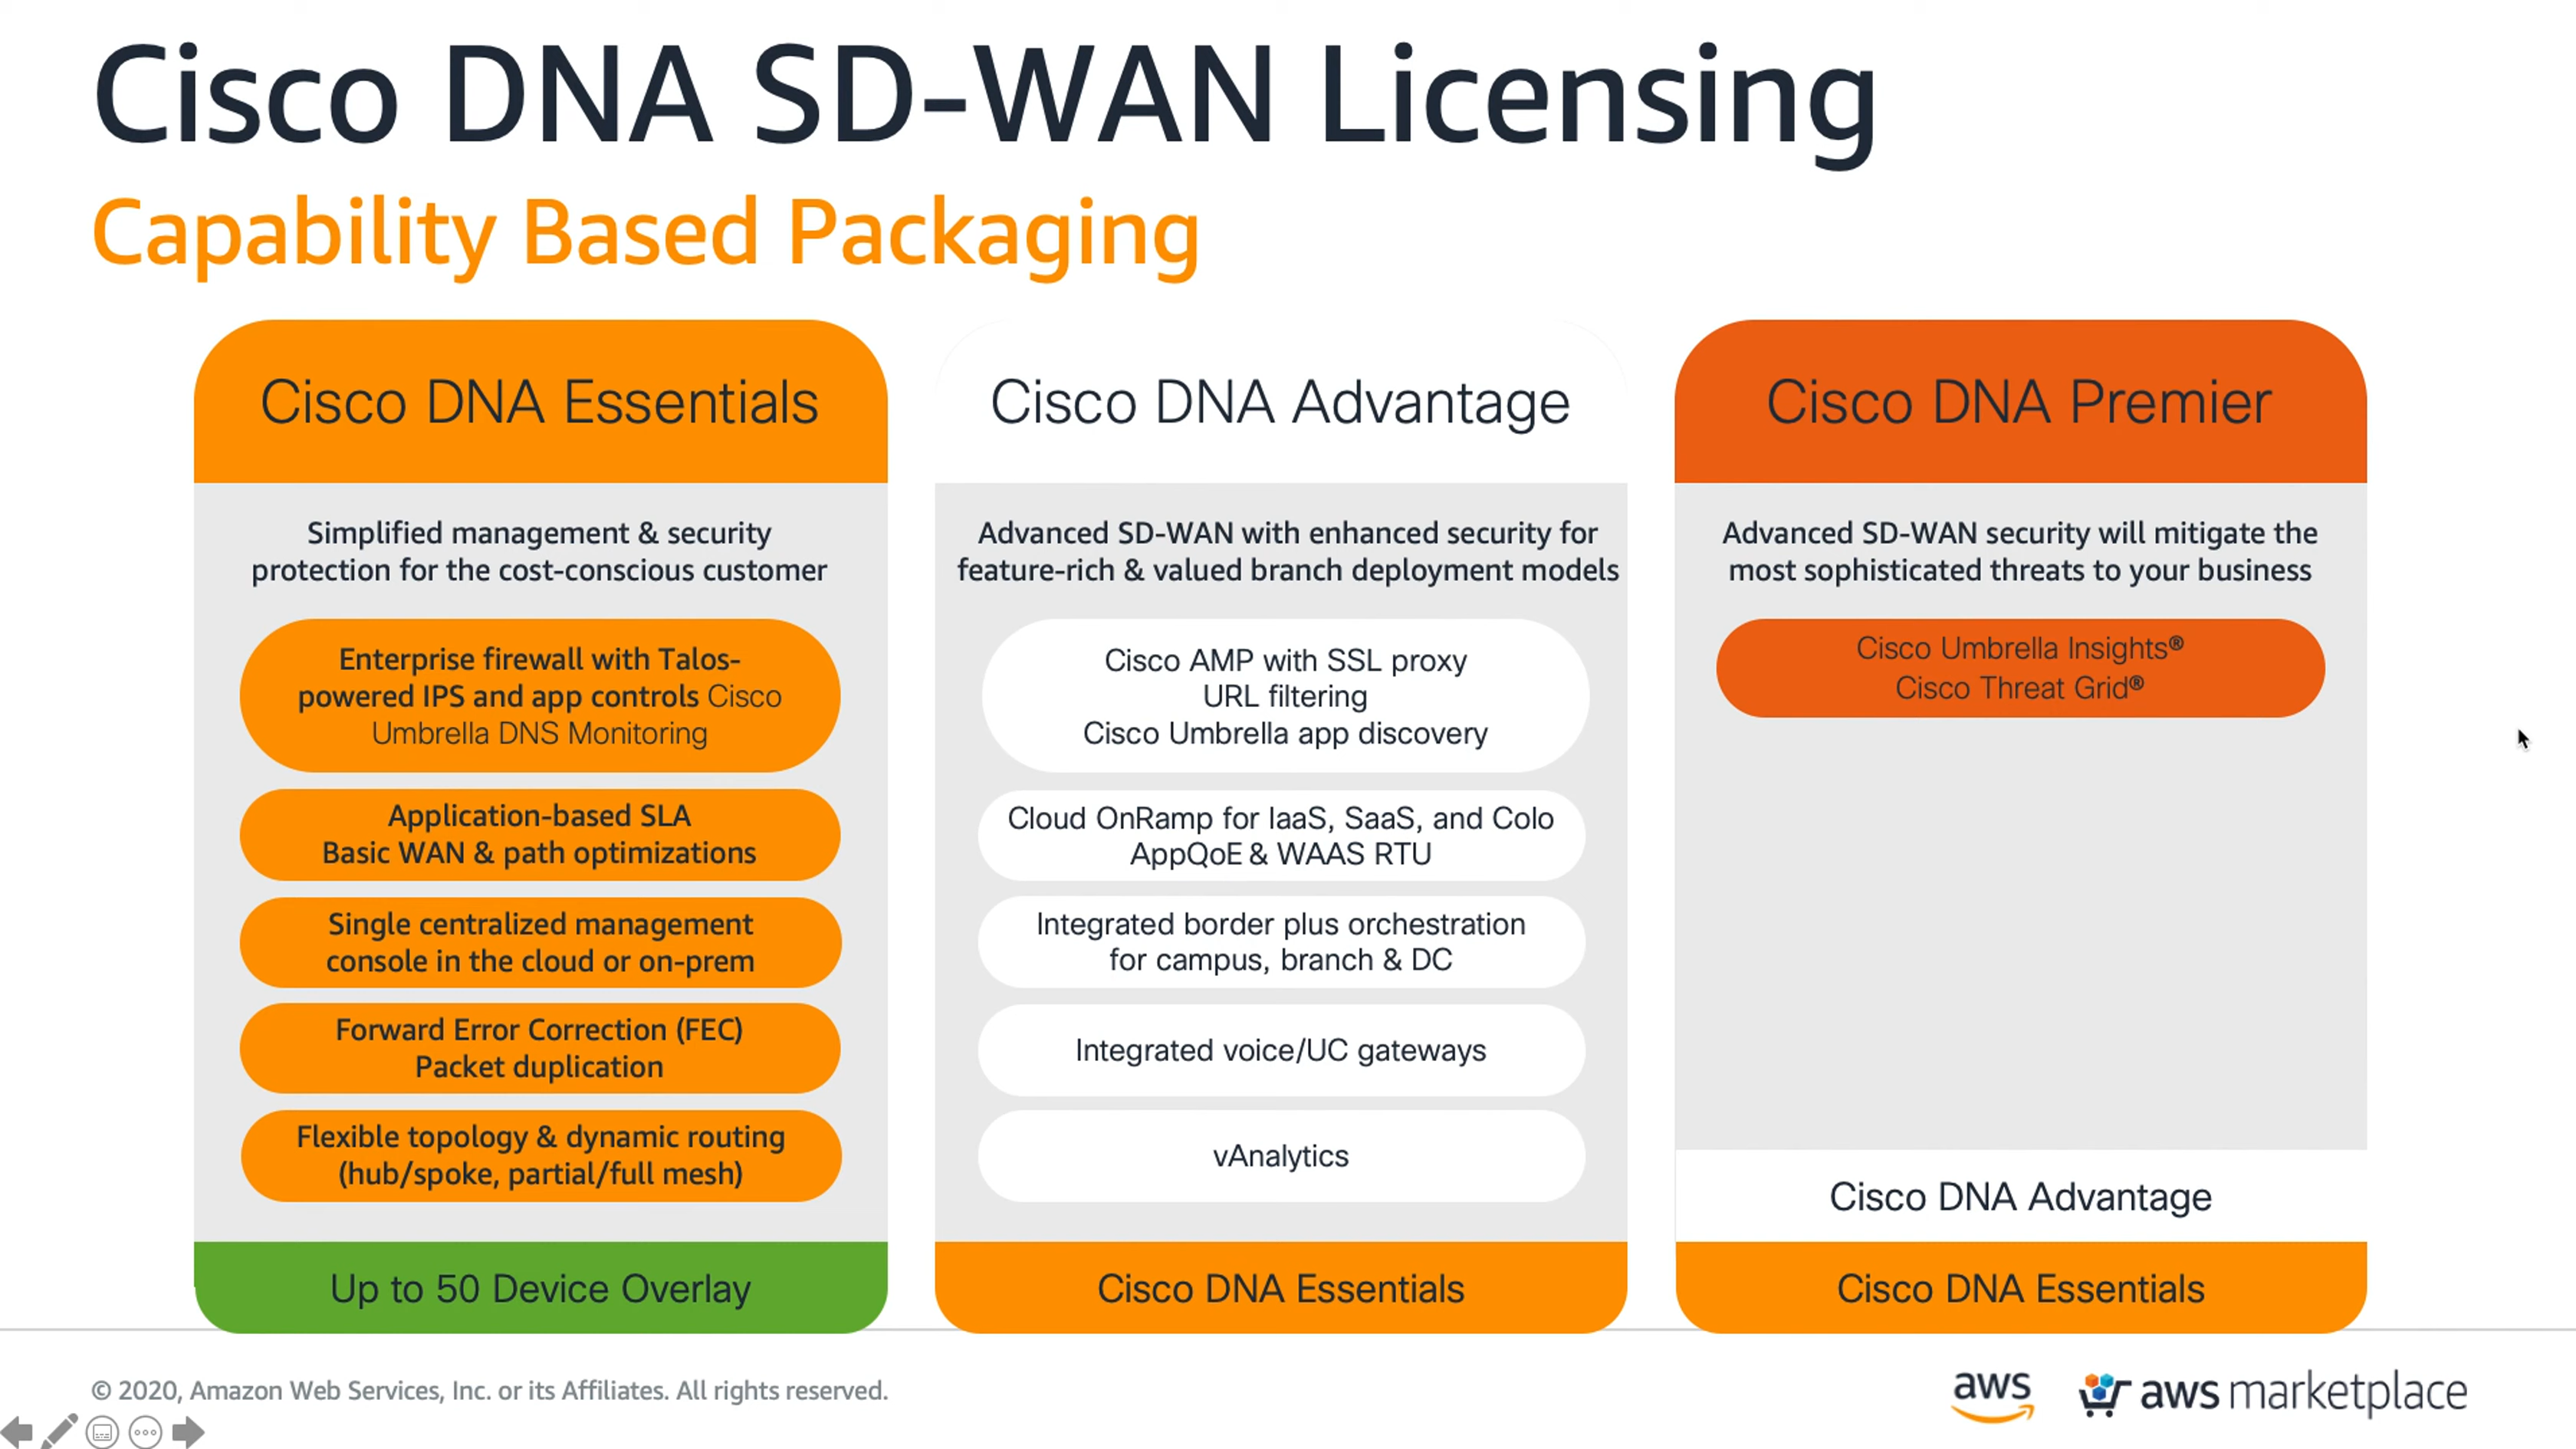 Cisco DNA SD-WAN Licensing
Capability Based Packaging
Cisco DNA Essentials
Simplified management & security
protection for the cost-conscious customer
Enterprise firewall with Talos-
powered IPS and app controls Cisco
Umbrella DNS Monitoring
Application-based SLA
Basic WAN & path optimizations
Single centralized management
console in the cloud or on-prem
Forward Error Correction (FEC)
Packet duplication
Flexible topology & dynamic routing
(hub/spoke, partial/full mesh)
Up to 50 Device Overlay
Cisco DNA Advantage
Advanced SD-WAN with enhanced security for
feature-rich & valued branch deployment models
Cisco AMP with SSL proxy
URL filtering
Cisco Umbrella app discovery
Cloud OnRamp for IaaS, SaaS, and Colo
AppQoE & WAAS RTU
Integrated border plus orchestration
for campus, branch & DC
Integrated voice/UC gateways
vAnalytics
Cisco DNA Essentials
Cisco DNA Premier
Advanced SD-WAN security will mitigate the
most sophisticated threats to your business
Cisco Umbrella Insights®
Cisco Threat Grid®
Cisco DNA Advantage
Cisco DNA Essentials
© 2020, Amazon Web Services, Inc. or its Affiliates. All rights reserved.
aws
aws marketplace